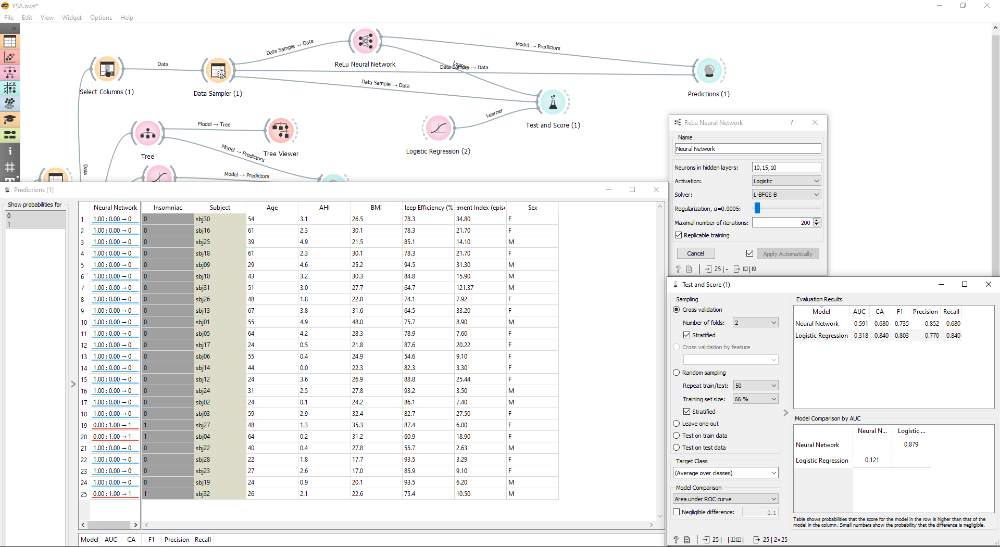 YSA.ows*
File Edit View Widget Options Help
Data Sample → Data
Model → Predictors
ReLu Neural Network
Data
Learner
Data Sample → Data
Data Sample → Data
Select Columns (1)
Data Sampler (1)
Predictions (1)
Learner
Test and Score (1)
Model → Tree
Tree
Tree Viewer
Model → Predictors
Logistic Regression (2)
Data
Model → Predictors
ReLu Neural Network ?
Name
Neural Network
Neurons in hidden layers: 10,15,10
Activation: Logistic
Solver: L-BFGS-B
Regularization, α=0.0005:
Maximal number of iterations: 200
Replicable training
Cancel Apply Automatically
? 25 | - L | M
Predictions (1)
Show probabilities for
0
1
Neural Network Insomniac Subject Age AHI BMI leep Efficiency (% ement Index (episo Sex
1 1.00 : 0.00 → 0 0 sbj30 54 3.1 26.5 78.3 34.80 F
2 1.00 : 0.00 → 0 0 sbj16 61 2.3 30.1 78.3 21.70 F
3 1.00 : 0.00 → 0 0 sbj25 39 4.9 21.5 85.1 14.10 M
4 1.00 : 0.00 → 0 0 sbj18 61 2.3 30.1 78.3 21.70 F
5 1.00 : 0.00 → 0 0 sbj09 29 4.6 25.2 94.5 31.30 M
6 1.00 : 0.00 → 0 0 sbj10 43 3.2 30.3 84.8 15.90 M
7 1.00 : 0.00 → 0 0 sbj31 51 3.0 27.7 64.7 121.37 M
8 1.00 : 0.00 → 0 0 sbj26 48 1.8 22.8 74.1 7.92 F
9 1.00 : 0.00 → 0 0 sbj13 67 3.8 31.6 64.5 33.20 F
10 1.00 : 0.00 → 0 0 sbj01 55 4.9 48.0 75.7 8.90 M
11 1.00 : 0.00 → 0 0 sbj05 64 4.2 28.3 78.9 7.60 F
12 1.00 : 0.00 → 0 0 sbj17 24 0.5 21.8 87.6 20.22 F
13 1.00 : 0.00 → 0 0 sbj06 55 0.4 24.9 54.6 9.10 F
14 1.00 : 0.00 → 0 0 sbj14 44 0.0 22.3 82.3 3.30 F
15 1.00 : 0.00 → 0 0 sbj12 24 3.6 26.9 88.8 25.44 F
16 1.00 : 0.00 → 0 0 sbj24 31 2.5 27.8 93.2 3.50 M
17 1.00 : 0.00 → 0 0 sbj02 24 0.1 24.2 86.1 7.40 M
18 1.00 : 0.00 → 0 0 sbj03 59 2.9 32.4 82.7 27.50 F
19 0.00 : 1.00 → 1 1 sbj27 48 1.3 35.3 87.4 6.00 F
20 0.00 : 1.00 → 1 1 sbj04 64 0.2 31.2 60.9 18.90 F
21 1.00 : 0.00 → 0 0 sbj22 40 0.4 27.8 55.7 2.63 M
22 1.00 : 0.00 → 0 0 sbj28 22 1.8 17.7 93.5 3.29 F
23 1.00 : 0.00 → 0 0 sbj23 27 2.6 17.0 85.9 9.10 F
24 1.00 : 0.00 → 0 0 sbj19 24 0.9 20.1 93.5 6.20 M
25 0.00 : 1.00 → 1 1 sbj32 26 2.1 22.6 75.4 10.50 M
Model AUC CA F1 Precision Recall
Test and Score (1)
Sampling
Cross validation
Number of folds: 2
Stratified
Cross validation by feature
Random sampling
Repeat train/test: 50
Training set size: 66 %
Stratified
Leave one out
Test on train data
Test on test data
Target Class
(Average over classes)
Model Comparison
Area under ROC curve
Negligible difference: 0.1
Evaluation Results
Model AUC CA F1 Precision Recall
Neural Network 0.591 0.680 0.735 0.852 0.680
Logistic Regression 0.318 0.840 0.803 0.770 0.840
Model Comparison by AUC
Neural N... Logistic ...
Neural Network 0.879
Logistic Regression 0.121
Table shows probabilities that the score for the model in the row is higher than that of the
model in the column. Small numbers show the probability that the difference is negligible.
? 25 | - | L L | - 25 | 2×25